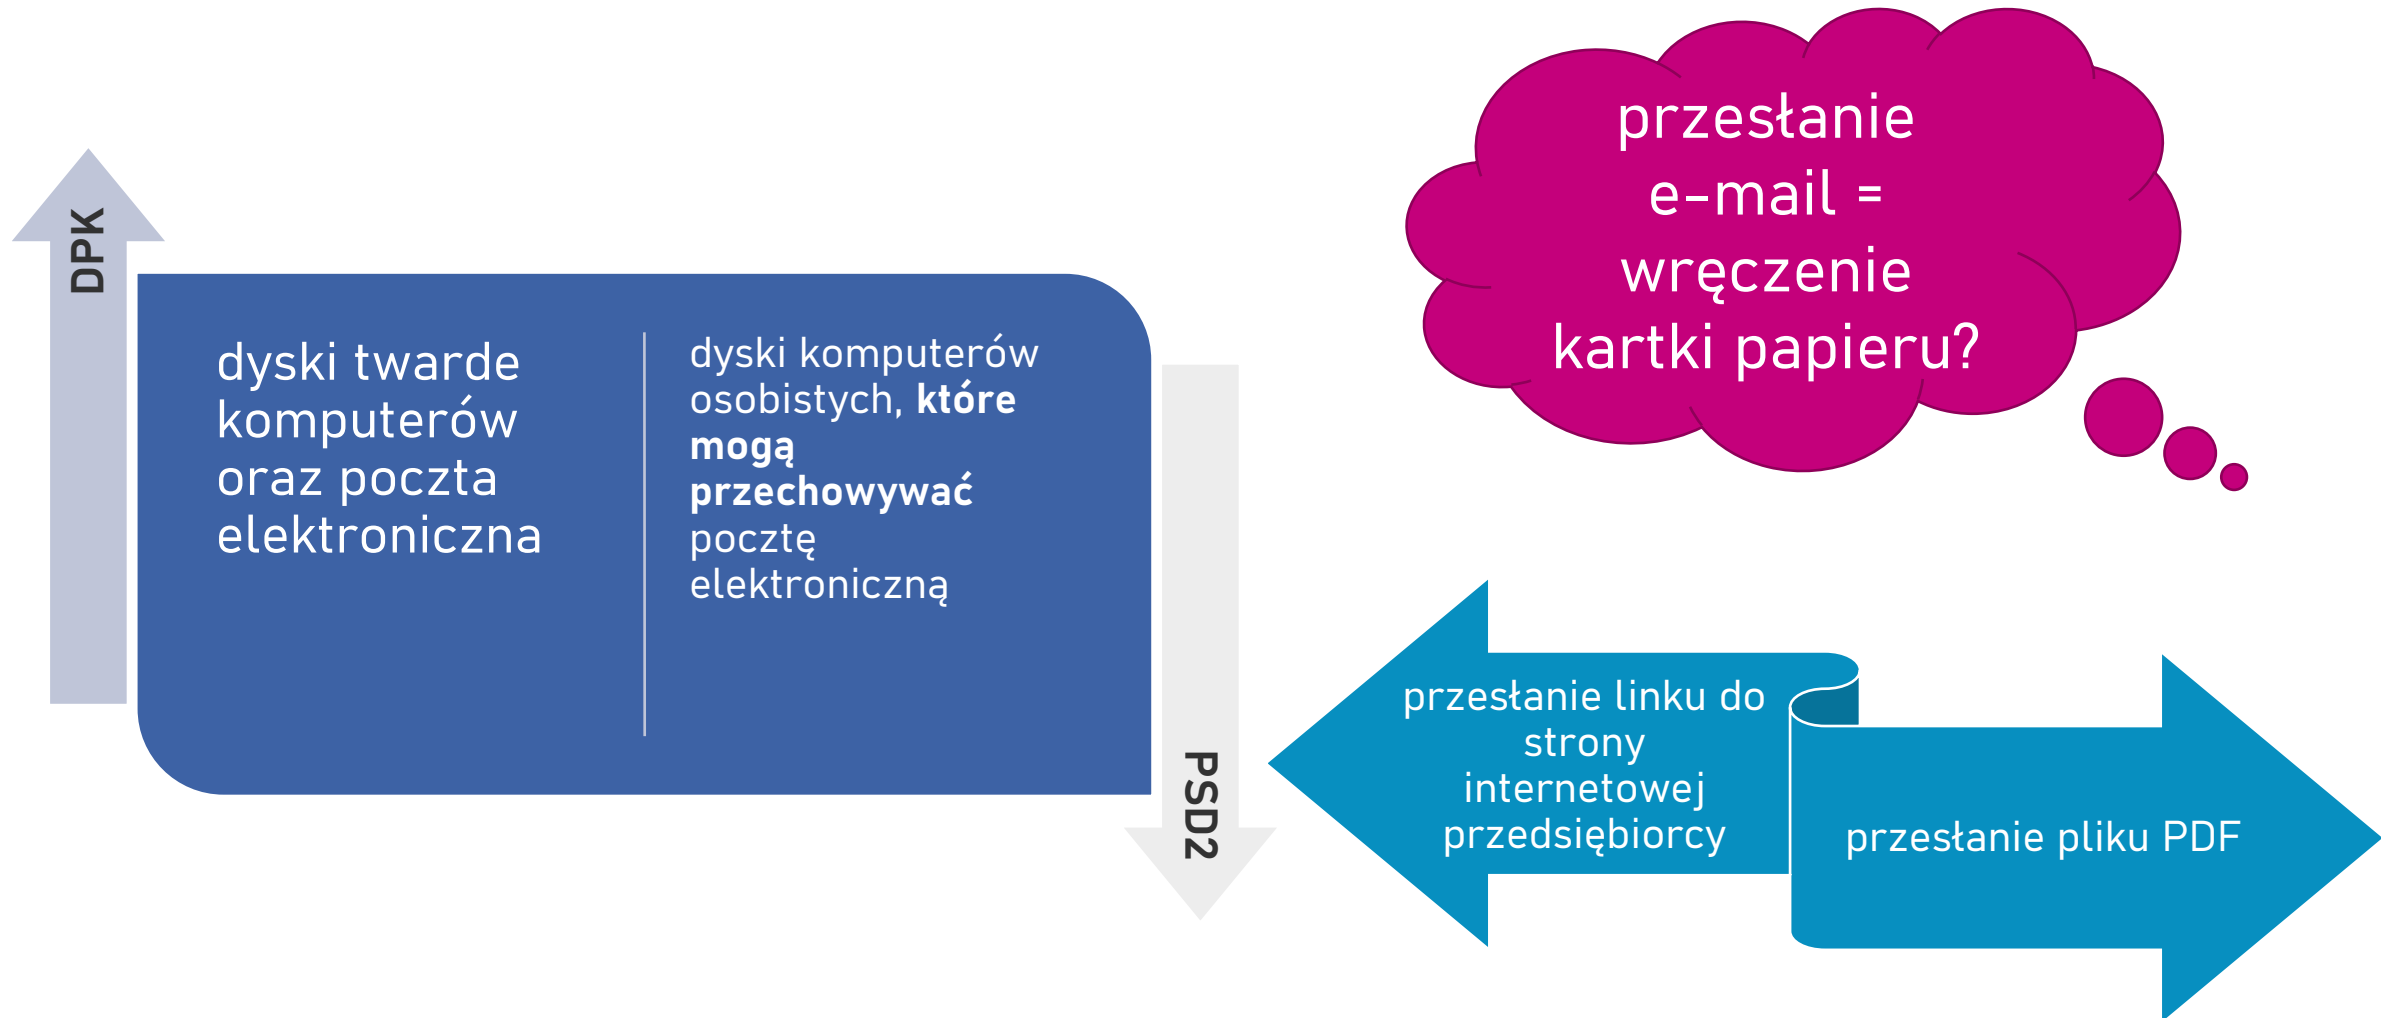 DPK
dyski twarde
komputerów
oraz poczta
elektroniczna
dyski komputerów
osobistych, które
mogą
przechowywać
pocztę
elektroniczną
PSD2
przesłanie
e-mail =
wręczenie
kartki papieru?
przesłanie linku do
strony
internetowej
przedsiębiorcy
przesłanie pliku PDF